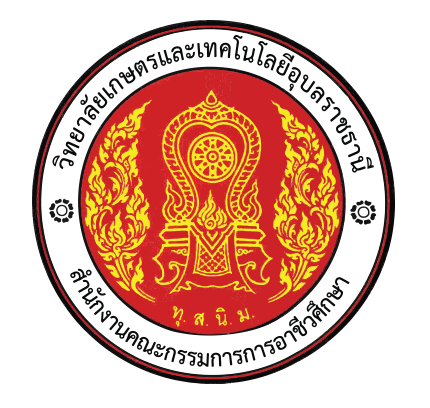 วิทยาลัยเกษตรและเทคโนโลยีอุบลราชธานี
ทุ. ส. นิ. ม.
สำนักงานคณะกรรมการการอาชีวศึกษา